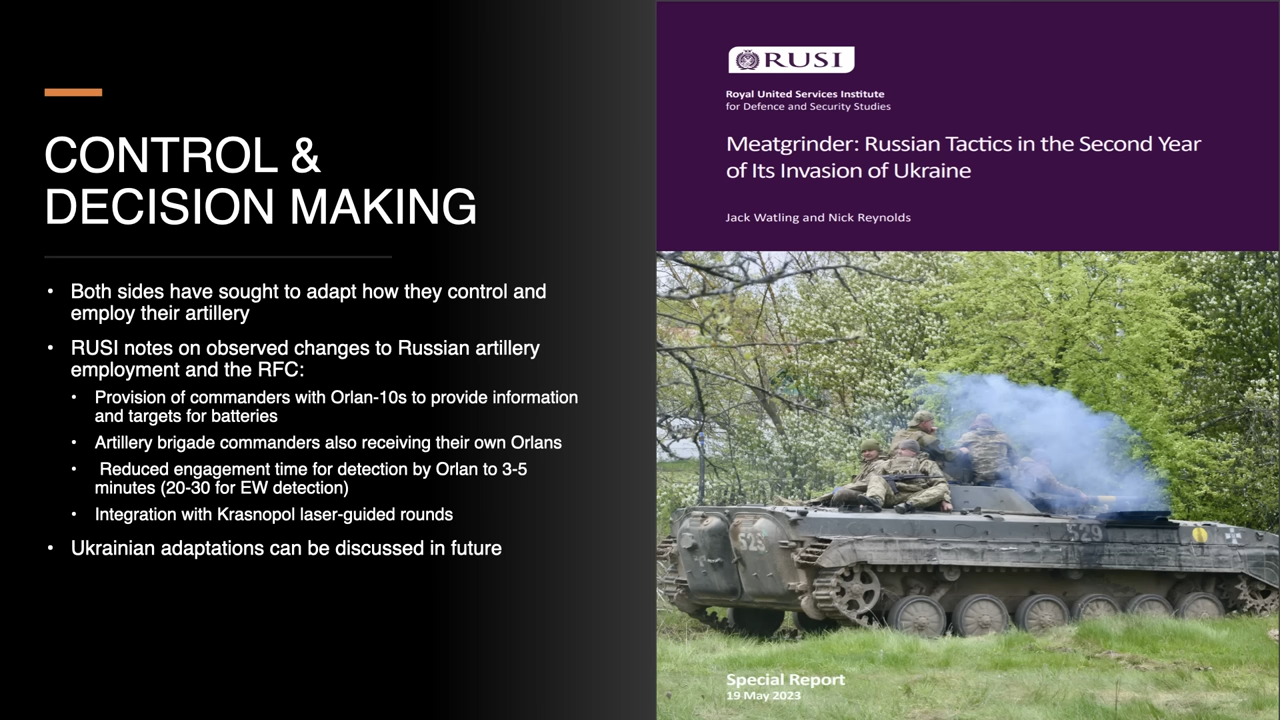 CONTROL &
DECISION MAKING
• Both sides have sought to adapt how they control and
employ their artillery
• RUSI notes on observed changes to Russian artillery
employment and the RFC:
• Provision of commanders with Orlan-10s to provide information
and targets for batteries
• Artillery brigade commanders also receiving their own Orlans
• Reduced engagement time for detection by Orlan to 3-5
minutes (20-30 for EW detection)
• Integration with Krasnopol laser-guided rounds
• Ukrainian adaptations can be discussed in future
RUSI
Royal United Services Institute
for Defence and Security Studies
Meatgrinder: Russian Tactics in the Second Year
of Its Invasion of Ukraine
Jack Watling and Nick Reynolds
529
Special Report
19 May 2023